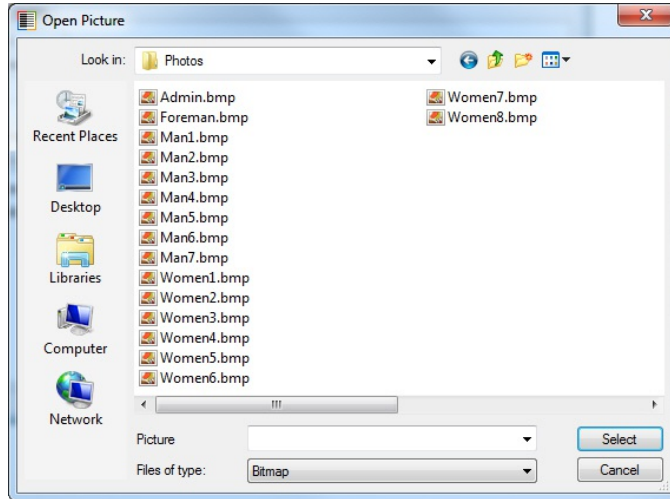 Open Picture
Look in:
Photos
Recent Places
Desktop
Libraries
Computer
Network
Admin.bmp
Foreman.bmp
Man1.bmp
Man2.bmp
Man3.bmp
Man4.bmp
Man5.bmp
Man6.bmp
Man7.bmp
Women1.bmp
Women2.bmp
Women3.bmp
Women4.bmp
Women5.bmp
Women6.bmp
Women7.bmp
Women8.bmp
Picture
Select
Files of type:
Bitmap
Cancel